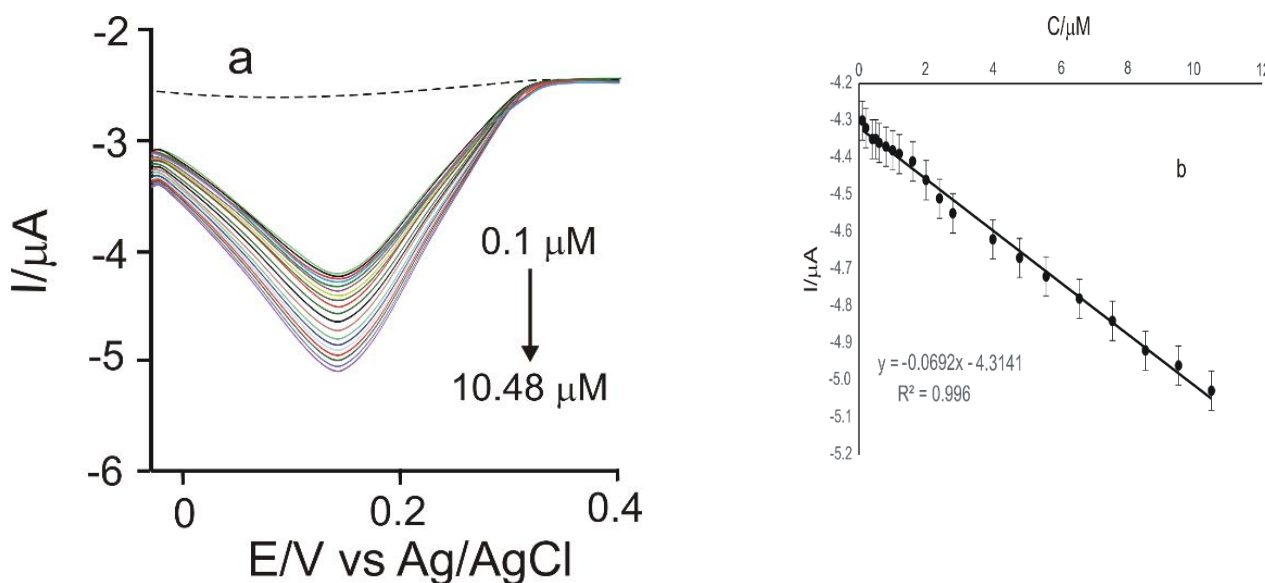 -2
-3
-4
-5
-6
I/μA
a
0.1 μM
10.48 μM
0
0.2
0.4
E/V vs Ag/AgCl
C/μM
0
2
4
6
8
10
12
-4.2
-4.3
-4.4
-4.5
-4.6
-4.7
-4.8
-4.9
-5.0
-5.1
-5.2
I/μA
b
y = -0.0692x - 4.3141
R² = 0.996